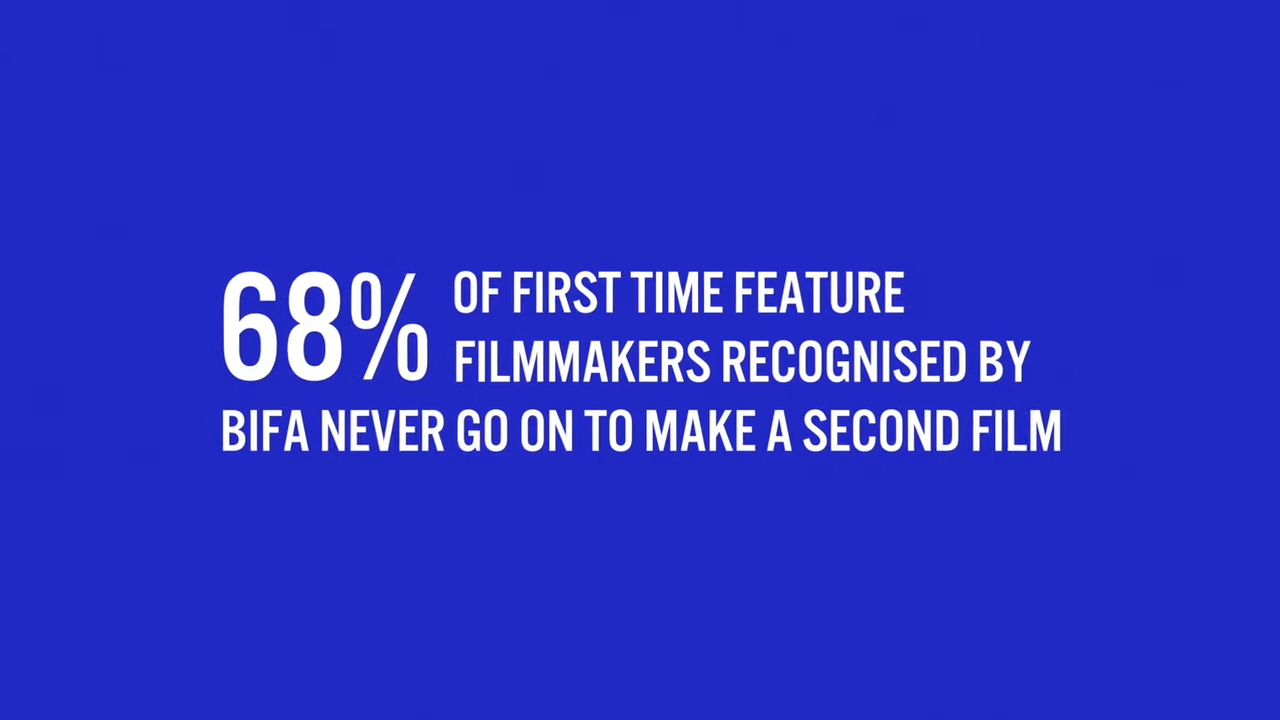 68% OF FIRST TIME FEATURE
FILMMAKERS RECOGNISED BY
BIFA NEVER GO ON TO MAKE A SECOND FILM